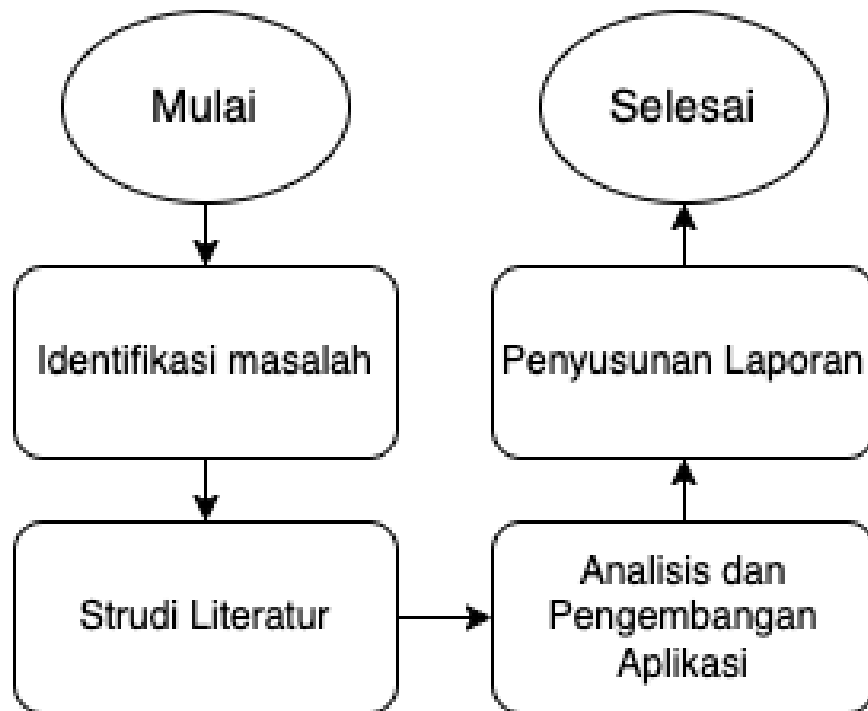 Mulai
Identifikasi masalah
Strudi Literatur
Analisis dan
Pengembangan
Aplikasi
Penyusunan Laporan
Selesai